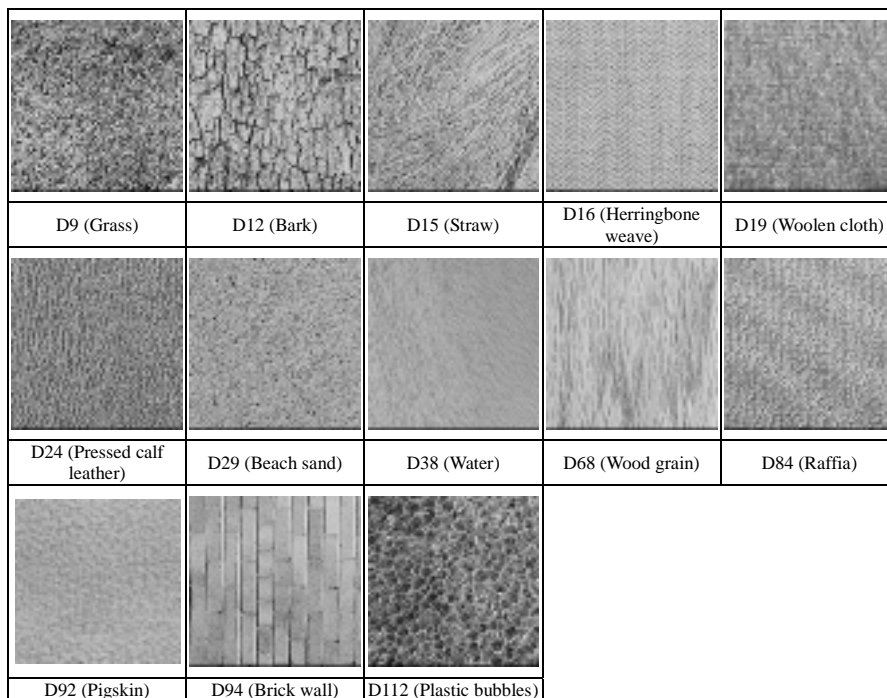 D9 (Grass)
D12 (Bark)
D15 (Straw)
D16 (Herringbone
weave)
D19 (Woolen cloth)
D24 (Pressed calf
leather)
D29 (Beach sand)
D38 (Water)
D68 (Wood grain)
D84 (Raffia)
D92 (Pigskin)
D94 (Brick wall)
D112 (Plastic bubbles)